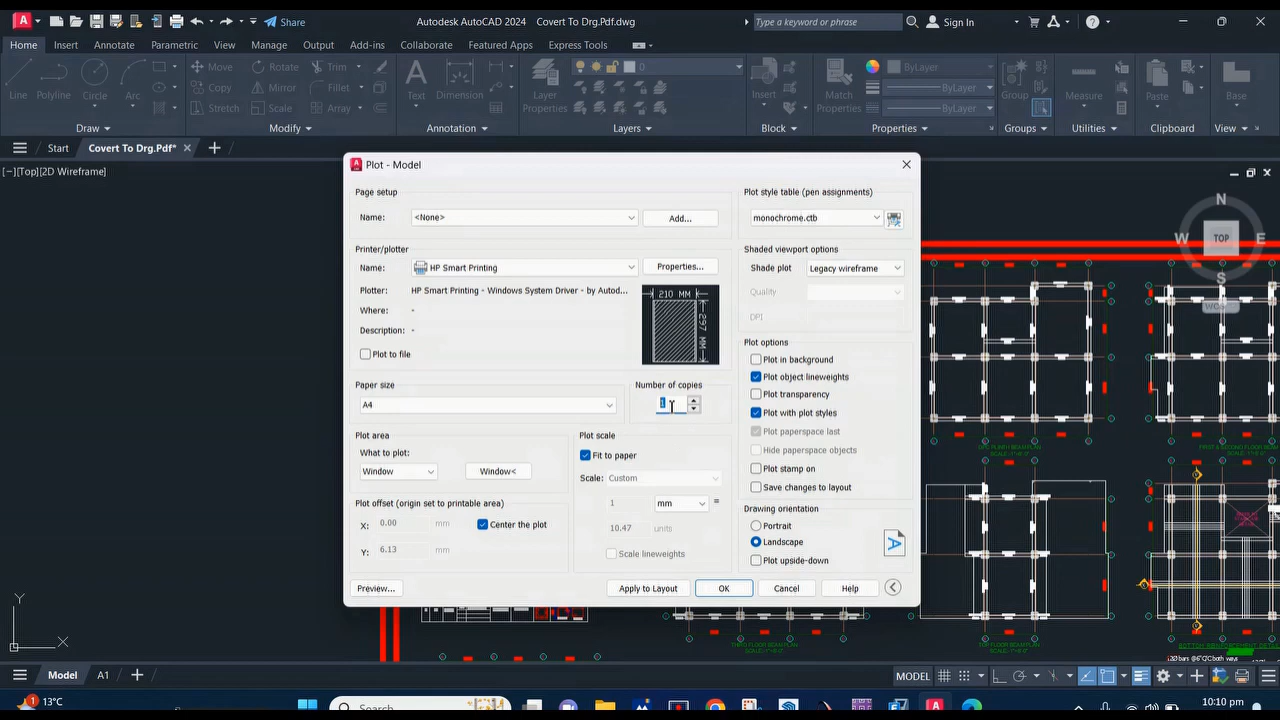 Share
Autodesk AutoCAD 2024 Covert To Drg.Pdf.dwg
Type a keyword or phrase
Sign In
Home Insert Annotate Parametric View Manage Output Add-ins Collaborate Featured Apps Express Tools
Line Polyline Circle Arc
Move Rotate Trim
Copy Mirror Fillet
Stretch Scale Array
Text Dimension
Layer Properties
0
Insert
Match Properties
ByLayer
ByLayer
ByLayer
Group Measure Paste Base
Draw Modify Annotation Layers Block Properties Groups Utilities Clipboard View
Start Covert To Drg.Pdf*
[−][Top][2D Wireframe]
Plot - Model
Page setup
Name: <None> Add...
Printer/plotter
Name: HP Smart Printing Properties...
Plotter: HP Smart Printing - Windows System Driver - by Autod...
Where: -
Description: -
Plot to file
210 MM
297 MM
Paper size
A4
Number of copies
1
Plot area
What to plot:
Window Window<
Plot offset (origin set to printable area)
X: 0.00 mm
Center the plot
Y: 6.13 mm
Plot scale
Fit to paper
Scale: Custom
1 mm =
10.47 units
Scale lineweights
Plot style table (pen assignments)
monochrome.ctb
Shaded viewport options
Shade plot Legacy wireframe
Quality
DPI
Plot options
Plot in background
Plot object lineweights
Plot transparency
Plot with plot styles
Plot paperspace last
Hide paperspace objects
Plot stamp on
Save changes to layout
Drawing orientation
Portrait
Landscape
Plot upside-down
A
Preview... Apply to Layout OK Cancel Help
N
W TOP E
S
WCS
Y
X
Model A1
MODEL
1
13°C
Search
10:10 pm